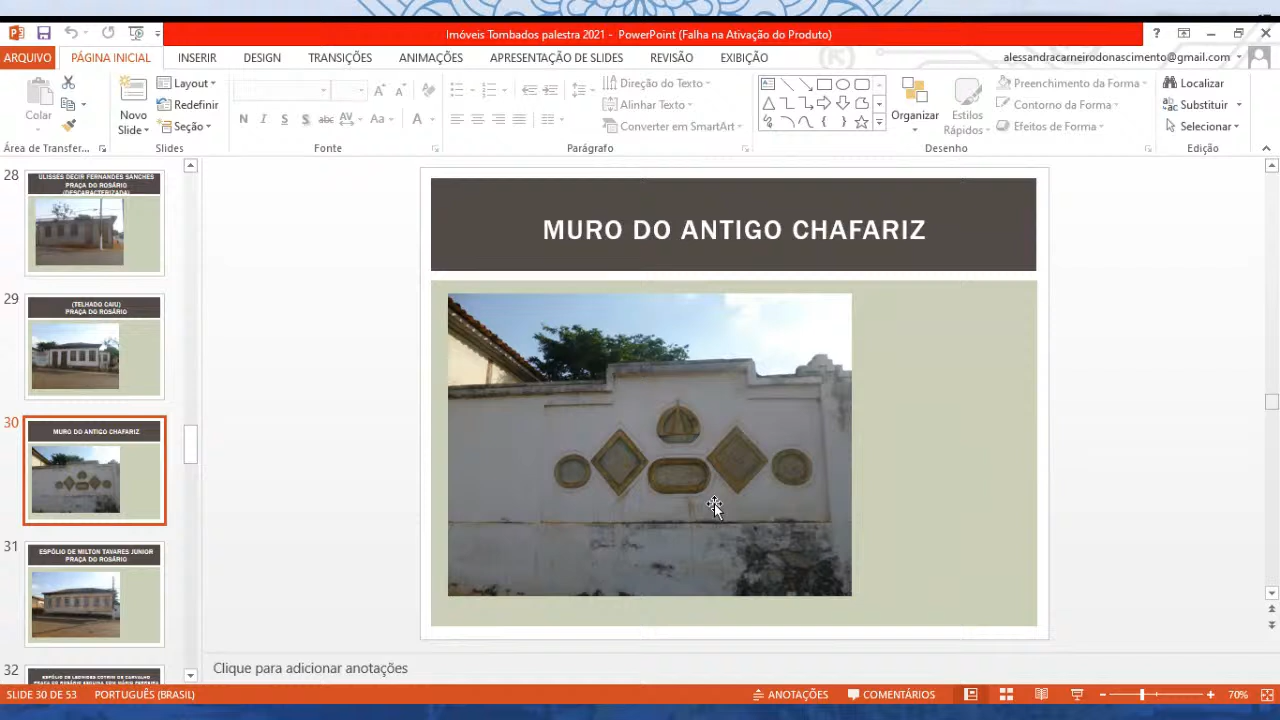 Imóveis Tombados palestra 2021 - PowerPoint (Falha na Ativação do Produto)
ARQUIVO PÁGINA INICIAL INSERIR DESIGN TRANSIÇÕES ANIMAÇÕES APRESENTAÇÃO DE SLIDES REVISÃO EXIBIÇÃO alessandracarneirodonascimento@gmail.com
Colar
Novo Slide
Layout
Redefinir
Seção
N I S S abc AV Aa A
A A
Direção do Texto
Alinhar Texto
Converter em SmartArt
Organizar
Estilos Rápidos
Preenchimento da Forma
Contorno da Forma
Efeitos de Forma
Localizar
Substituir
Selecionar
Área de Transfer... Slides Fonte Parágrafo Desenho Edição
28
ULISSES DECIR FERNANDES SANCHES
PRAÇA DO ROSÁRIO
(DESCARACTERIZADA)
29
(TELHADO CAIU)
PRAÇA DO ROSÁRIO
30
MURO DO ANTIGO CHAFARIZ
31
ESPÓLIO DE MILTON TAVARES JUNIOR
PRAÇA DO ROSÁRIO
32
MURO DO ANTIGO CHAFARIZ
Clique para adicionar anotações
SLIDE 30 DE 53 PORTUGUÊS (BRASIL) ANOTAÇÕES COMENTÁRIOS 70%